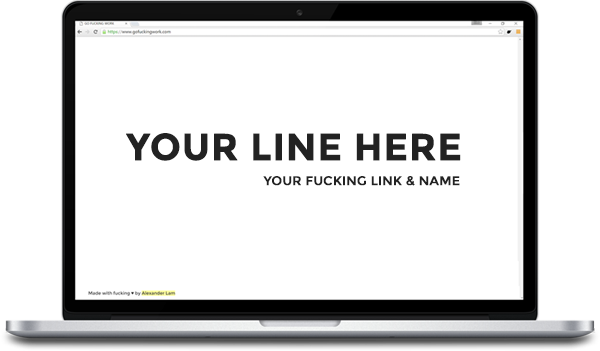 GO FUCKING WORK
https://www.gofuckingwork.com
YOUR LINE HERE
YOUR FUCKING LINK & NAME
Made with fucking ♥ by Alexander Lam